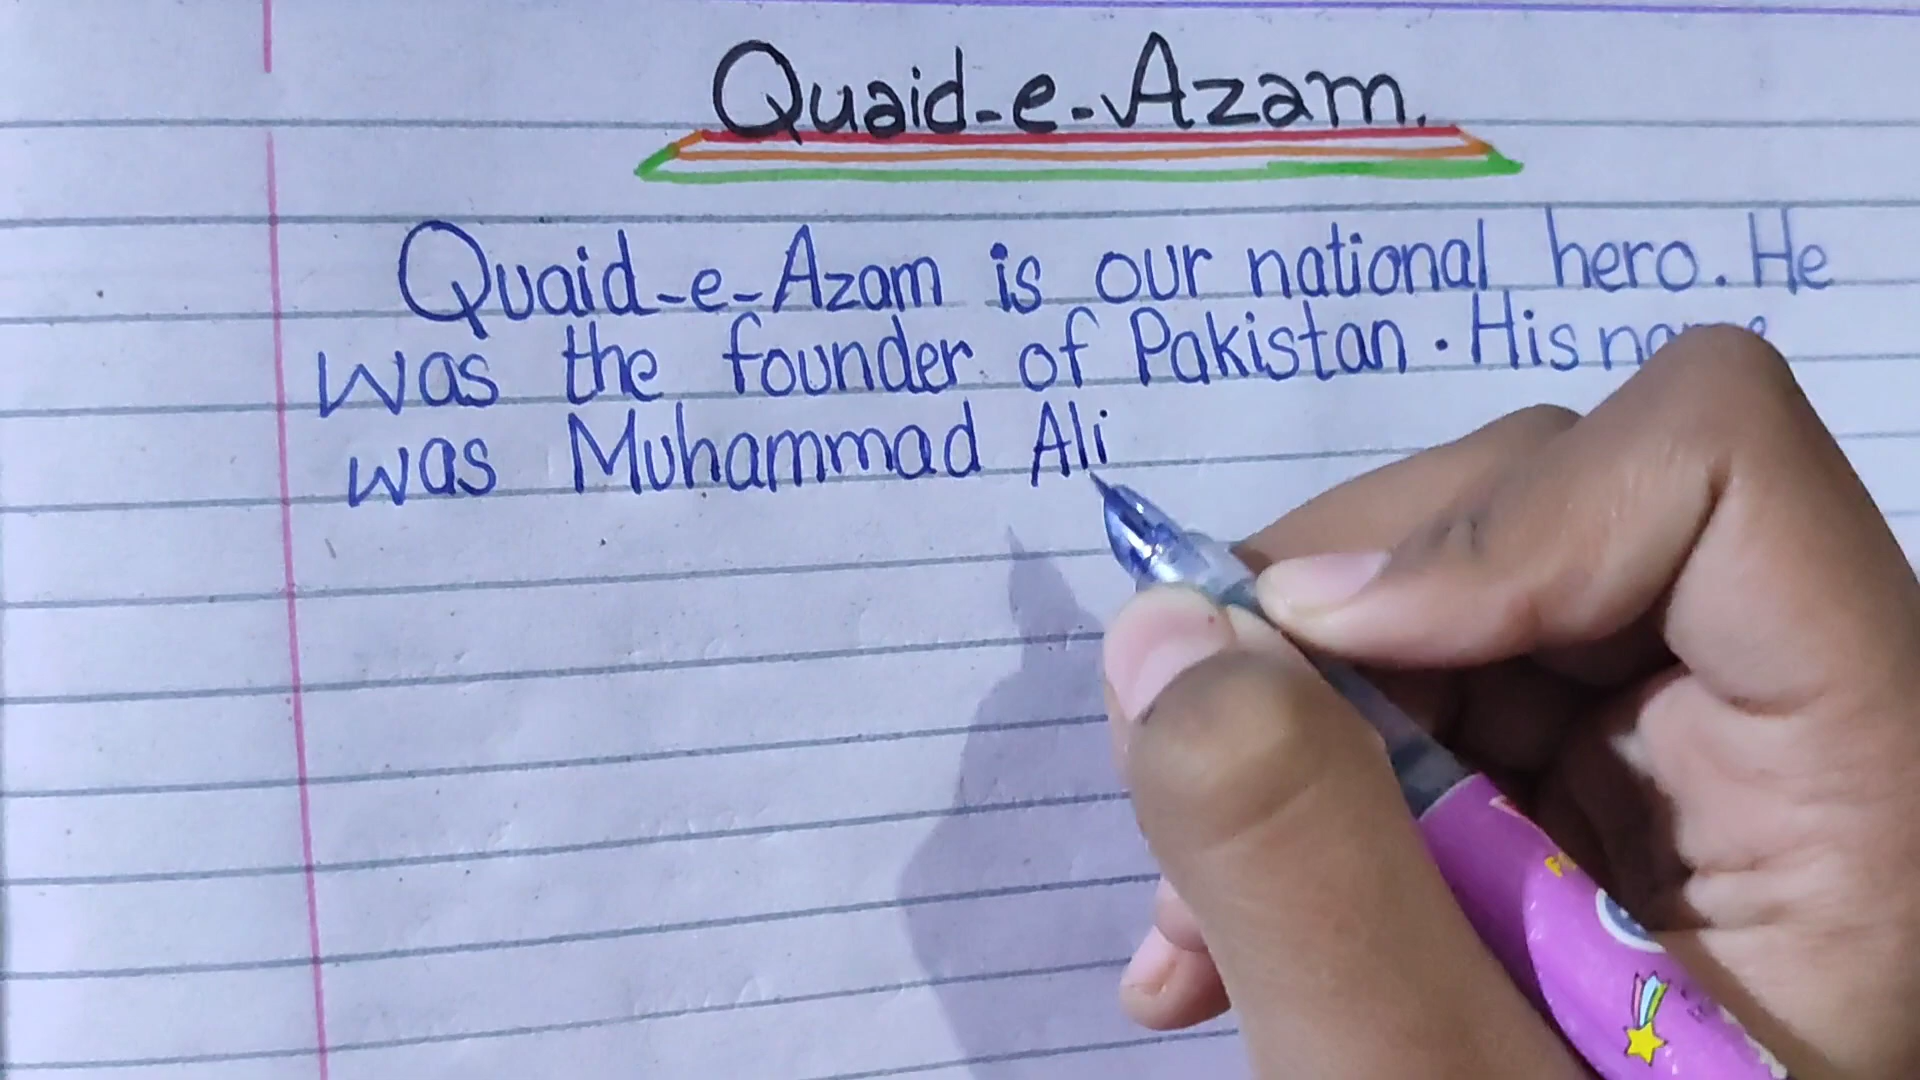 Quaid-e-Azam.
Quaid-e-Azam is our national hero. He
was the founder of Pakistan. His
was Muhammad Ali